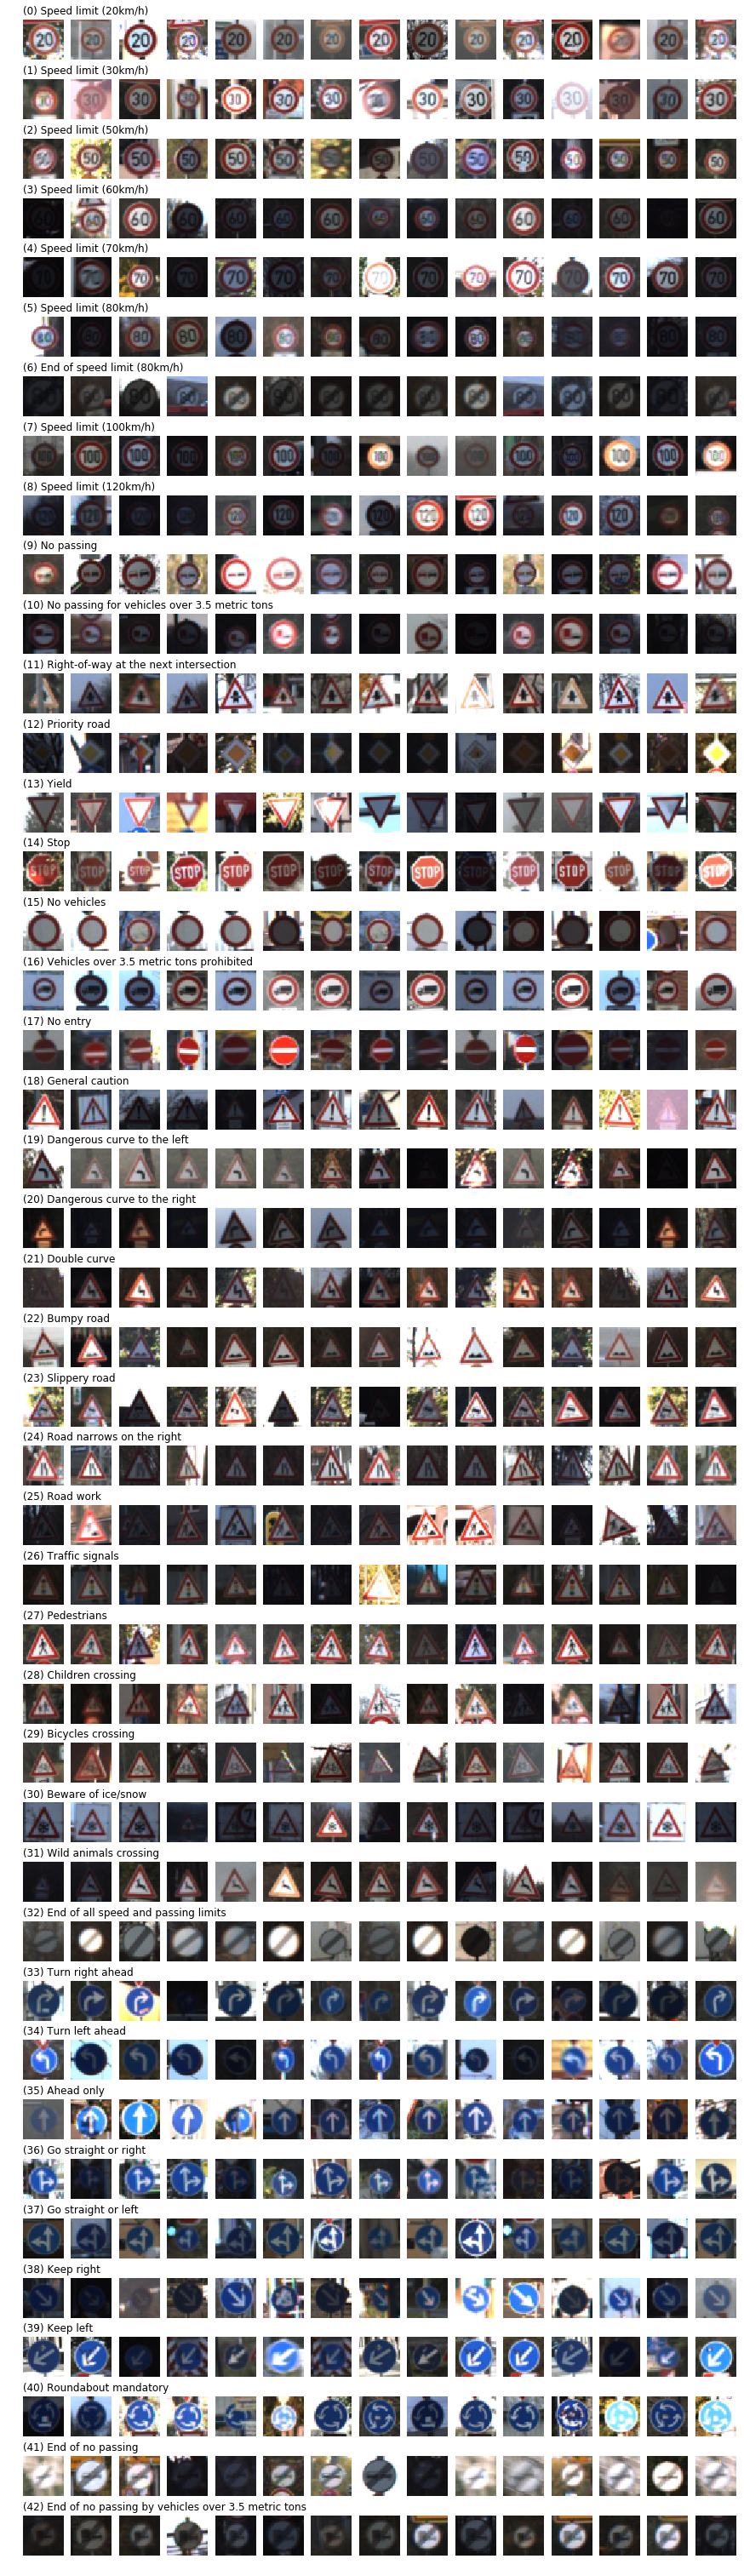 (0) Speed limit (20km/h)
(1) Speed limit (30km/h)
(2) Speed limit (50km/h)
(3) Speed limit (60km/h)
(4) Speed limit (70km/h)
(5) Speed limit (80km/h)
(6) End of speed limit (80km/h)
(7) Speed limit (100km/h)
(8) Speed limit (120km/h)
(9) No passing
(10) No passing for vehicles over 3.5 metric tons
(11) Right-of-way at the next intersection
(12) Priority road
(13) Yield
(14) Stop
(15) No vehicles
(16) Vehicles over 3.5 metric tons prohibited
(17) No entry
(18) General caution
(19) Dangerous curve to the left
(20) Dangerous curve to the right
(21) Double curve
(22) Bumpy road
(23) Slippery road
(24) Road narrows on the right
(25) Road work
(26) Traffic signals
(27) Pedestrians
(28) Children crossing
(29) Bicycles crossing
(30) Beware of ice/snow
(31) Wild animals crossing
(32) End of all speed and passing limits
(33) Turn right ahead
(34) Turn left ahead
(35) Ahead only
(36) Go straight or right
(37) Go straight or left
(38) Keep right
(39) Keep left
(40) Roundabout mandatory
(41) End of no passing
(42) End of no passing by vehicles over 3.5 metric tons